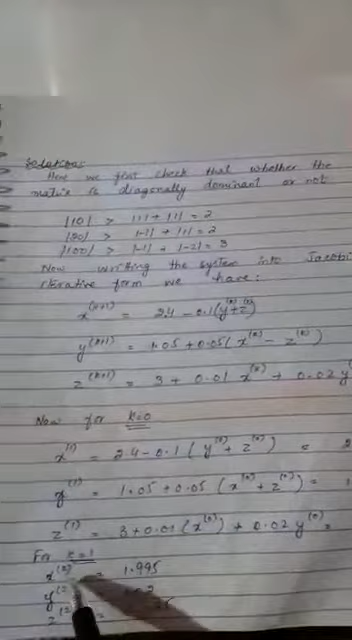 Solution:
Here we first check that whether the
matrix is diagonally dominant or not
|10| > |1| + |1| = 2
|20| > |-1| + |1| = 2
|100| > |-1| + |-2| = 3
Now writing the system into Jacobi
iterative form we have:
x^(k+1) = 2.4 - 0.1(y^(k) + z^(k))
y^(k+1) = 1.05 + 0.05(x^(k) - z^(k))
z^(k+1) = 3 + 0.01 x^(k) + 0.02 y
Now for k=0
x^(1) = 2.4 - 0.1 (y^(0) + z^(0)) = 2
y^(1) = 1.05 + 0.05 (x^(0) + z^(0)) = 1
z^(1) = 3 + 0.01(x^(0)) + 0.02 y^(0) =
For k=1
x^(2) = 1.995
y
z =